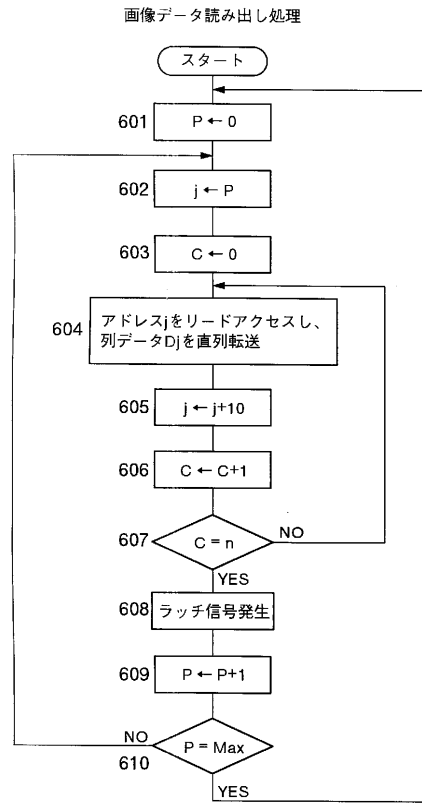 画像データ読み出し処理
スタート
601
P ← 0
602
j ← P
603
C ← 0
604
アドレスjをリードアクセスし、
列データDjを直列転送
605
j ← j+10
606
C ← C+1
607
C = n
NO
YES
608
ラッチ信号発生
609
P ← P+1
NO
P = Max
610
YES